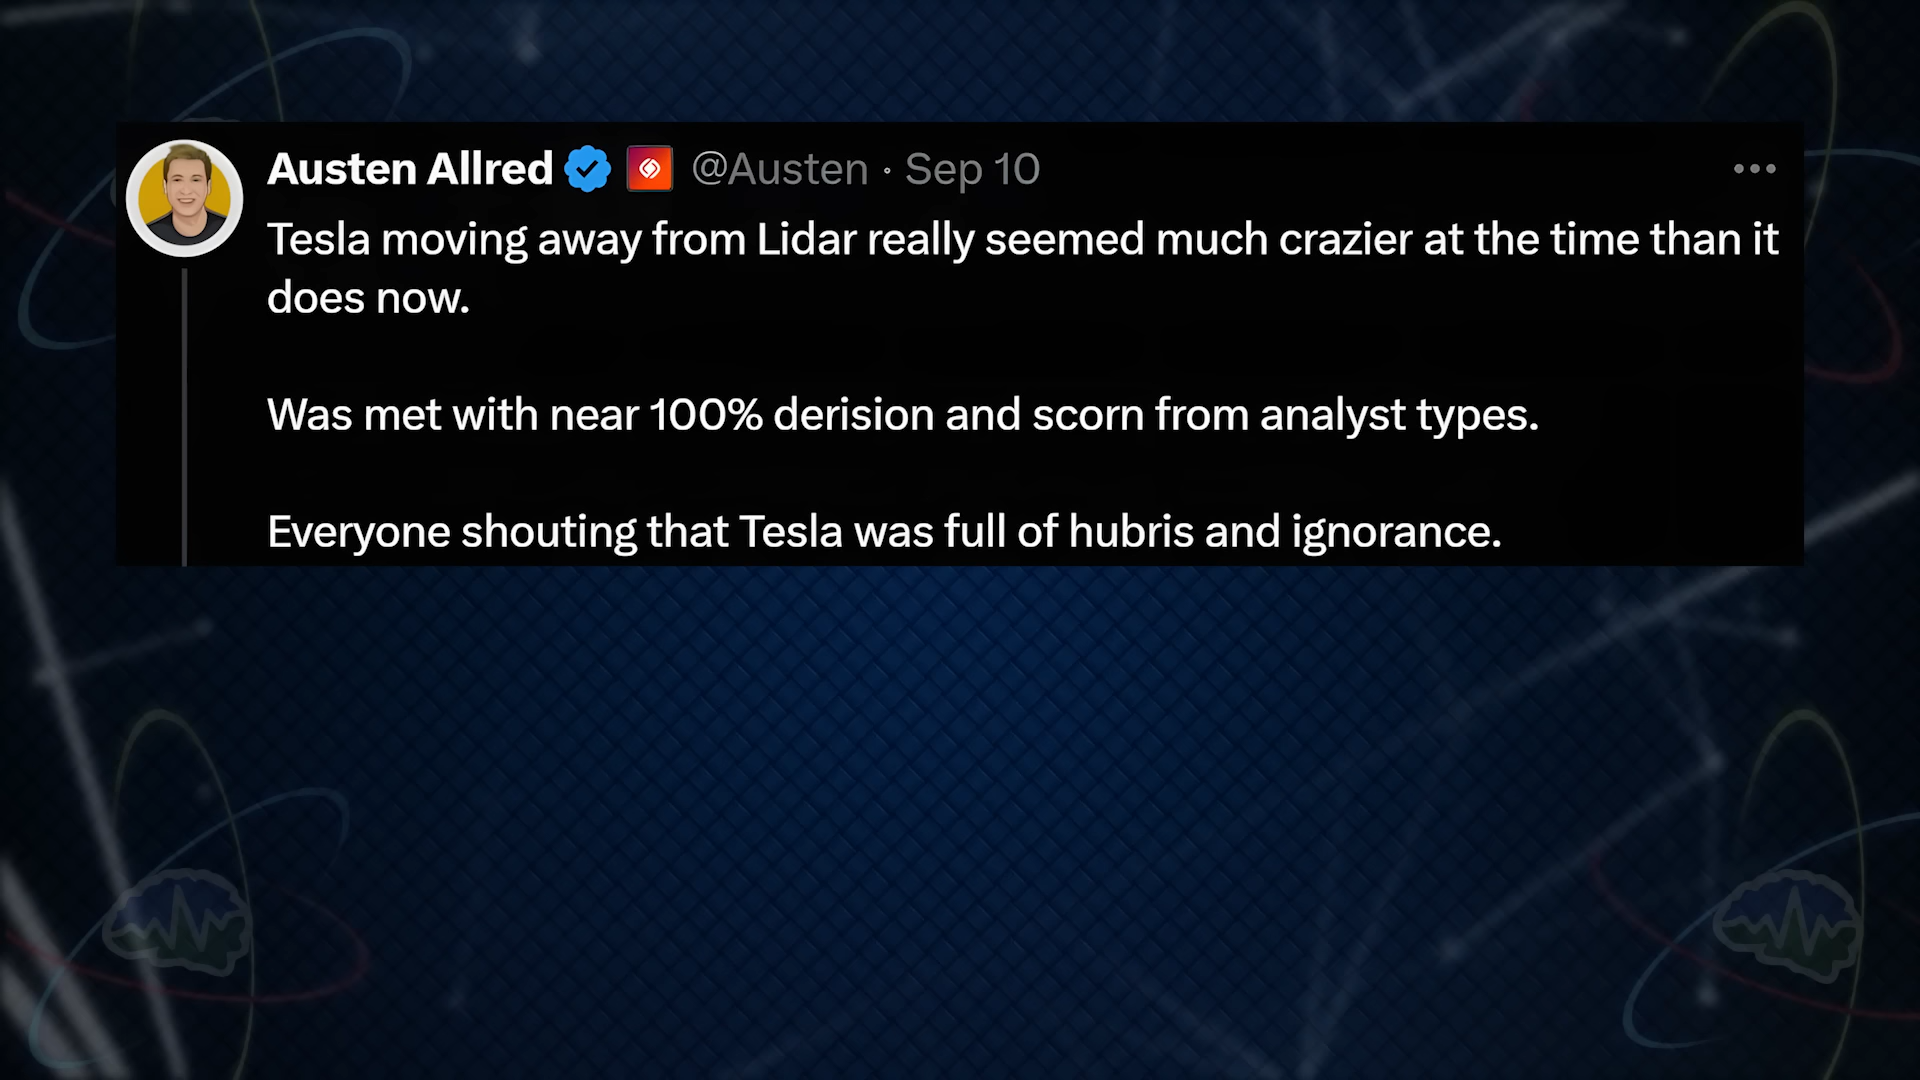 Austen Allred @Austen · Sep 10
Tesla moving away from Lidar really seemed much crazier at the time than it
does now.
Was met with near 100% derision and scorn from analyst types.
Everyone shouting that Tesla was full of hubris and ignorance.